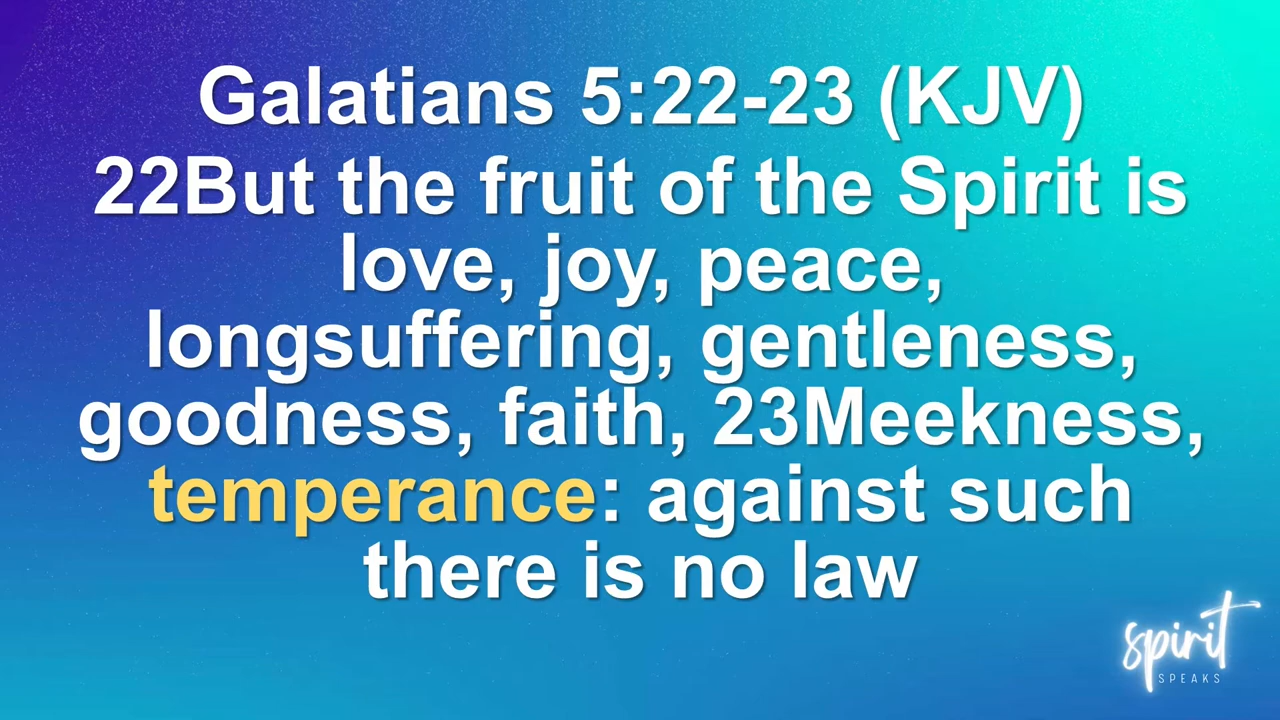 Galatians 5:22-23 (KJV)
22But the fruit of the Spirit is
love, joy, peace,
longsuffering, gentleness,
goodness, faith, 23Meekness,
temperance: against such
there is no law
spirit
SPEAKS